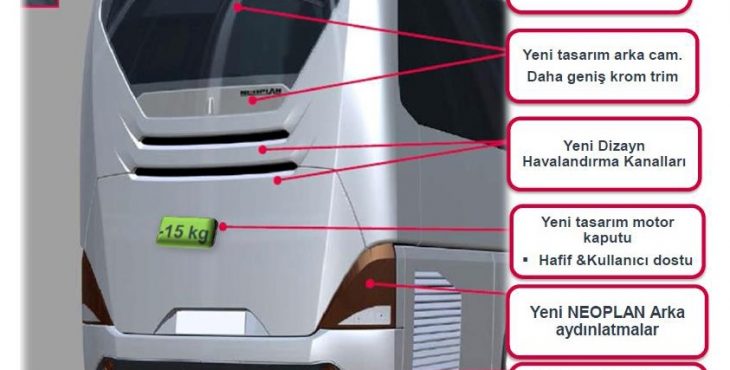 Yeni tasarım arka cam.
Daha geniş krom trim
NEOPLAN
Yeni Dizayn
Havalandırma Kanalları
Yeni tasarım motor
kaputu
▪ Hafif &Kullanıcı dostu
-15 kg
Yeni NEOPLAN Arka
aydınlatmalar